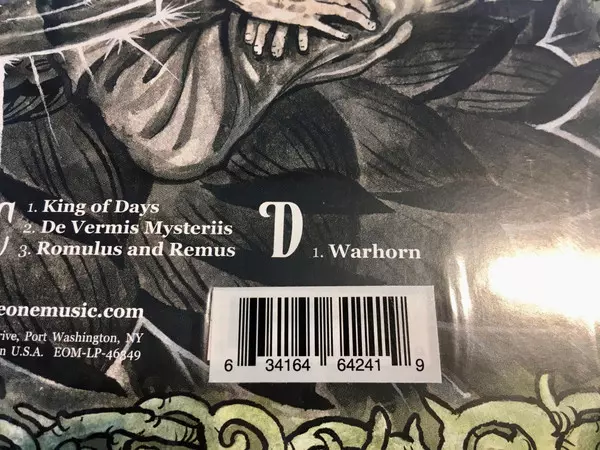 C 1. King of Days
2. De Vermis Mysteriis
3. Romulus and Remus
D 1. Warhorn
eonemusic.com
Port Washington, NY
U.S.A. EOM-LP-46349
6 34164 64241 9